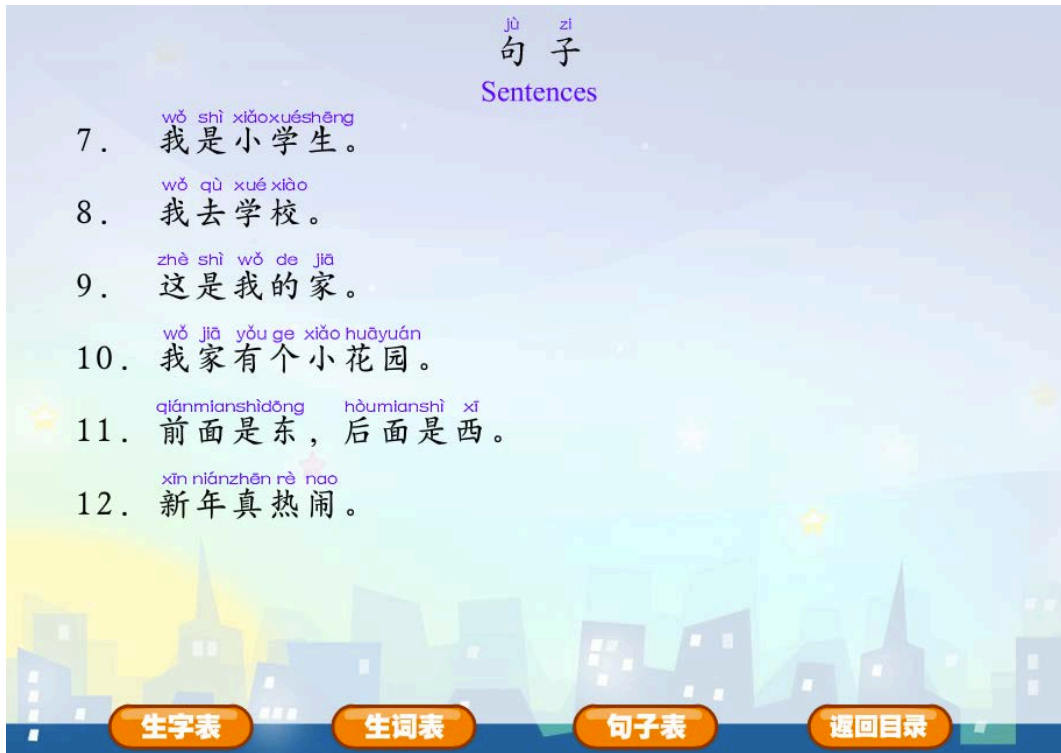 jù zi
句子
Sentences
wǒ shì xiǎoxuéshēng
7. 我是小学生。
wǒ qù xué xiào
8. 我去学校。
zhè shì wǒ de jiā
9. 这是我的家。
wǒ jiā yǒu ge xiǎo huāyuán
10. 我家有个小花园。
qiánmianshìdōng hòumianshì xī
11. 前面是东，后面是西。
xīn niánzhēn rè nao
12. 新年真热闹。
生字表 生词表 句子表 返回目录